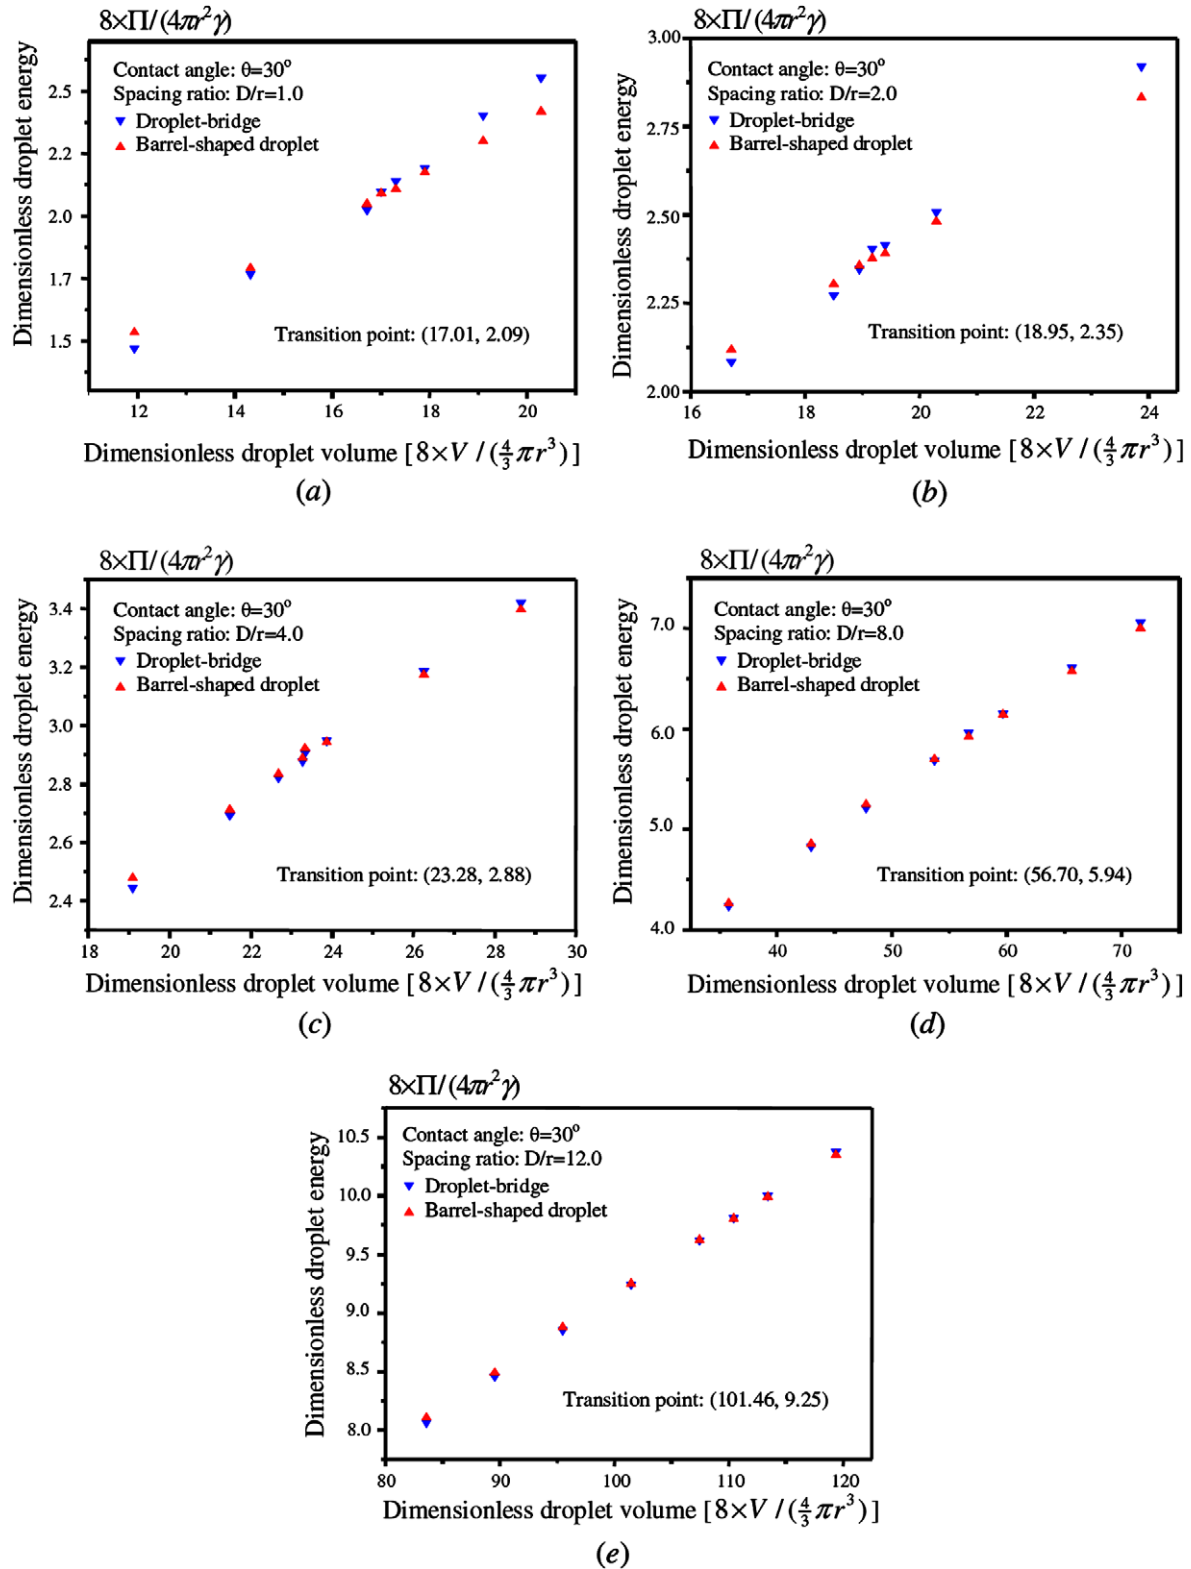 8×Π/(4πr²γ)
Dimensionless droplet energy
Contact angle: θ=30°
Spacing ratio: D/r=1.0
Droplet-bridge
Barrel-shaped droplet
2.5
2.2
2.0
1.7
1.5
Transition point: (17.01, 2.09)
12 14 16 18 20
Dimensionless droplet volume [8×V/(4/3 πr³)]
(a)
8×Π/(4πr²γ)
Dimensionless droplet energy
Contact angle: θ=30°
Spacing ratio: D/r=2.0
Droplet-bridge
Barrel-shaped droplet
3.00
2.75
2.50
2.25
2.00
Transition point: (18.95, 2.35)
16 18 20 22 24
Dimensionless droplet volume [8×V/(4/3 πr³)]
(b)
8×Π/(4πr²γ)
Dimensionless droplet energy
Contact angle: θ=30°
Spacing ratio: D/r=4.0
Droplet-bridge
Barrel-shaped droplet
3.4
3.2
3.0
2.8
2.6
2.4
Transition point: (23.28, 2.88)
18 20 22 24 26 28 30
Dimensionless droplet volume [8×V/(4/3 πr³)]
(c)
8×Π/(4πr²γ)
Dimensionless droplet energy
Contact angle: θ=30°
Spacing ratio: D/r=8.0
Droplet-bridge
Barrel-shaped droplet
7.0
6.0
5.0
4.0
Transition point: (56.70, 5.94)
40 50 60 70
Dimensionless droplet volume [8×V/(4/3 πr³)]
(d)
8×Π/(4πr²γ)
Dimensionless droplet energy
Contact angle: θ=30°
Spacing ratio: D/r=12.0
Droplet-bridge
Barrel-shaped droplet
10.5
10.0
9.5
9.0
8.5
8.0
Transition point: (101.46, 9.25)
80 90 100 110 120
Dimensionless droplet volume [8×V/(4/3 πr³)]
(e)